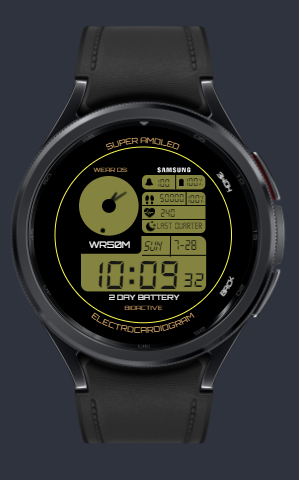 SUPER AMOLED
WEAR OS
SAMSUNG
100 100%
50000 100%
240
LAST QUARTER
WR50M
SUN 7-28
10:09 32
2 DAY BATTERY
BIOACTIVE
ELECTROCARDIOGRAM
BACK